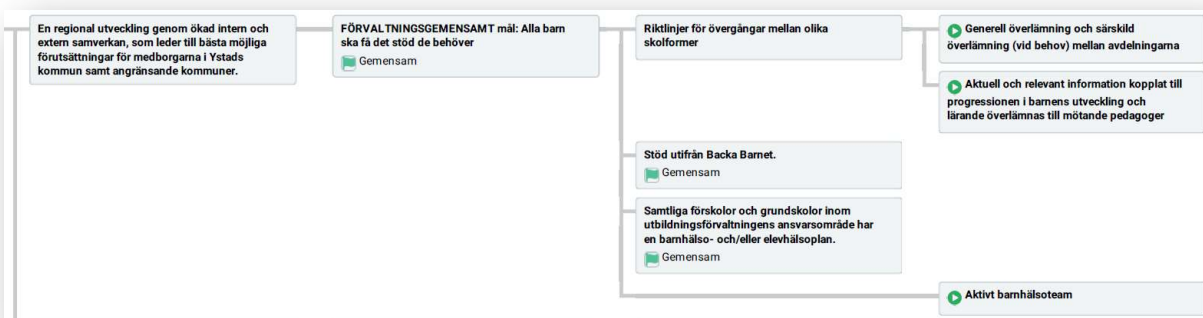 En regional utveckling genom ökad intern och
extern samverkan, som leder till bästa möjliga
förutsättningar för medborgarna i Ystads
kommun samt angränsande kommuner.
FÖRVALTNINGSGEMENSAMT mål: Alla barn
ska få det stöd de behöver
Gemensam
Riktlinjer för övergångar mellan olika
skolformer
Generell överlämning och särskild
överlämning (vid behov) mellan avdelningarna
Aktuell och relevant information kopplat till
progressionen i barnens utveckling och
lärande överlämnas till mötande pedagoger
Stöd utifrån Backa Barnet.
Gemensam
Samtliga förskolor och grundskolor inom
utbildningsförvaltningens ansvarsområde har
en barnhälso- och/eller elevhälsoplan.
Gemensam
Aktivt barnhälsoteam